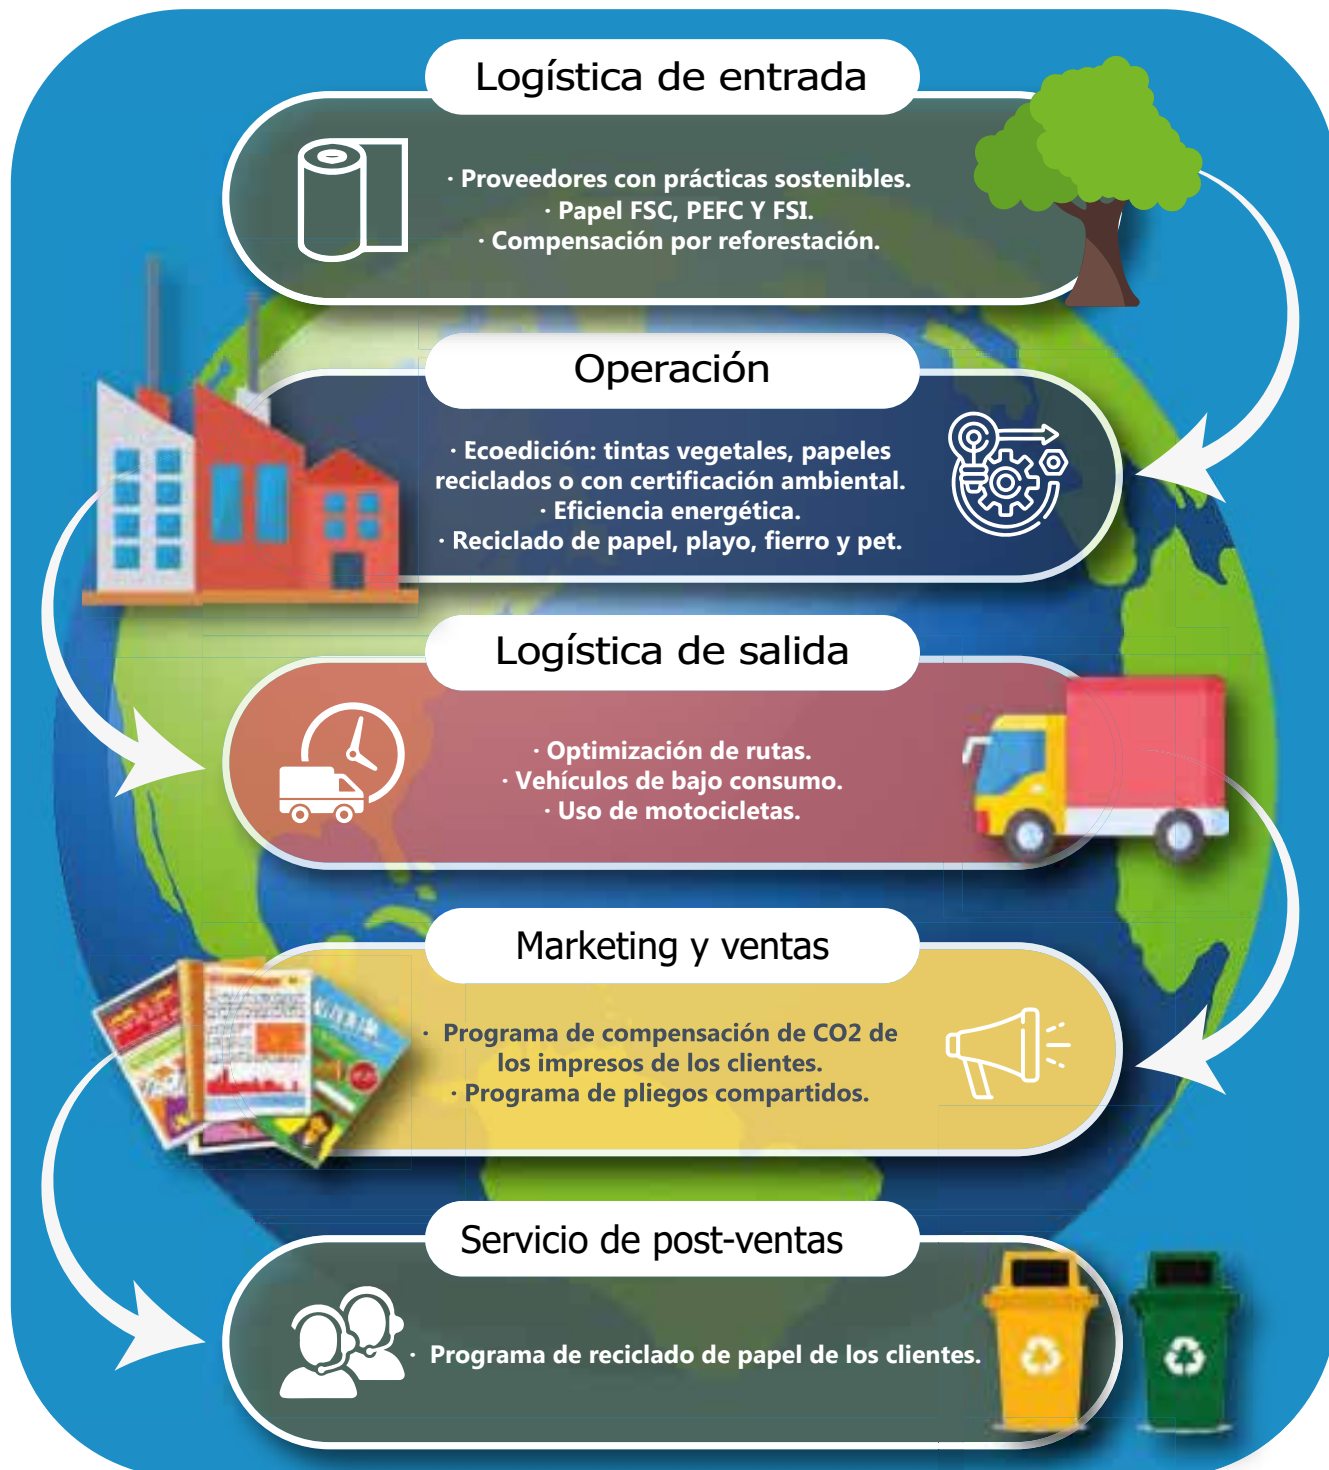 Logística de entrada
· Proveedores con prácticas sostenibles.
· Papel FSC, PEFC Y FSI.
· Compensación por reforestación.
Operación
· Ecoedición: tintas vegetales, papeles
reciclados o con certificación ambiental.
· Eficiencia energética.
· Reciclado de papel, playo, fierro y pet.
Logística de salida
· Optimización de rutas.
· Vehículos de bajo consumo.
· Uso de motocicletas.
Marketing y ventas
· Programa de compensación de CO2 de
los impresos de los clientes.
· Programa de pliegos compartidos.
Servicio de post-ventas
· Programa de reciclado de papel de los clientes.